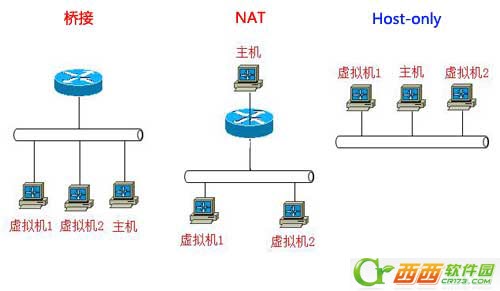 桥接
NAT
Host-only
主机
虚拟机1 主机 虚拟机2
虚拟机1 虚拟机2 主机
虚拟机1 虚拟机2
西西软件园
CR173.com